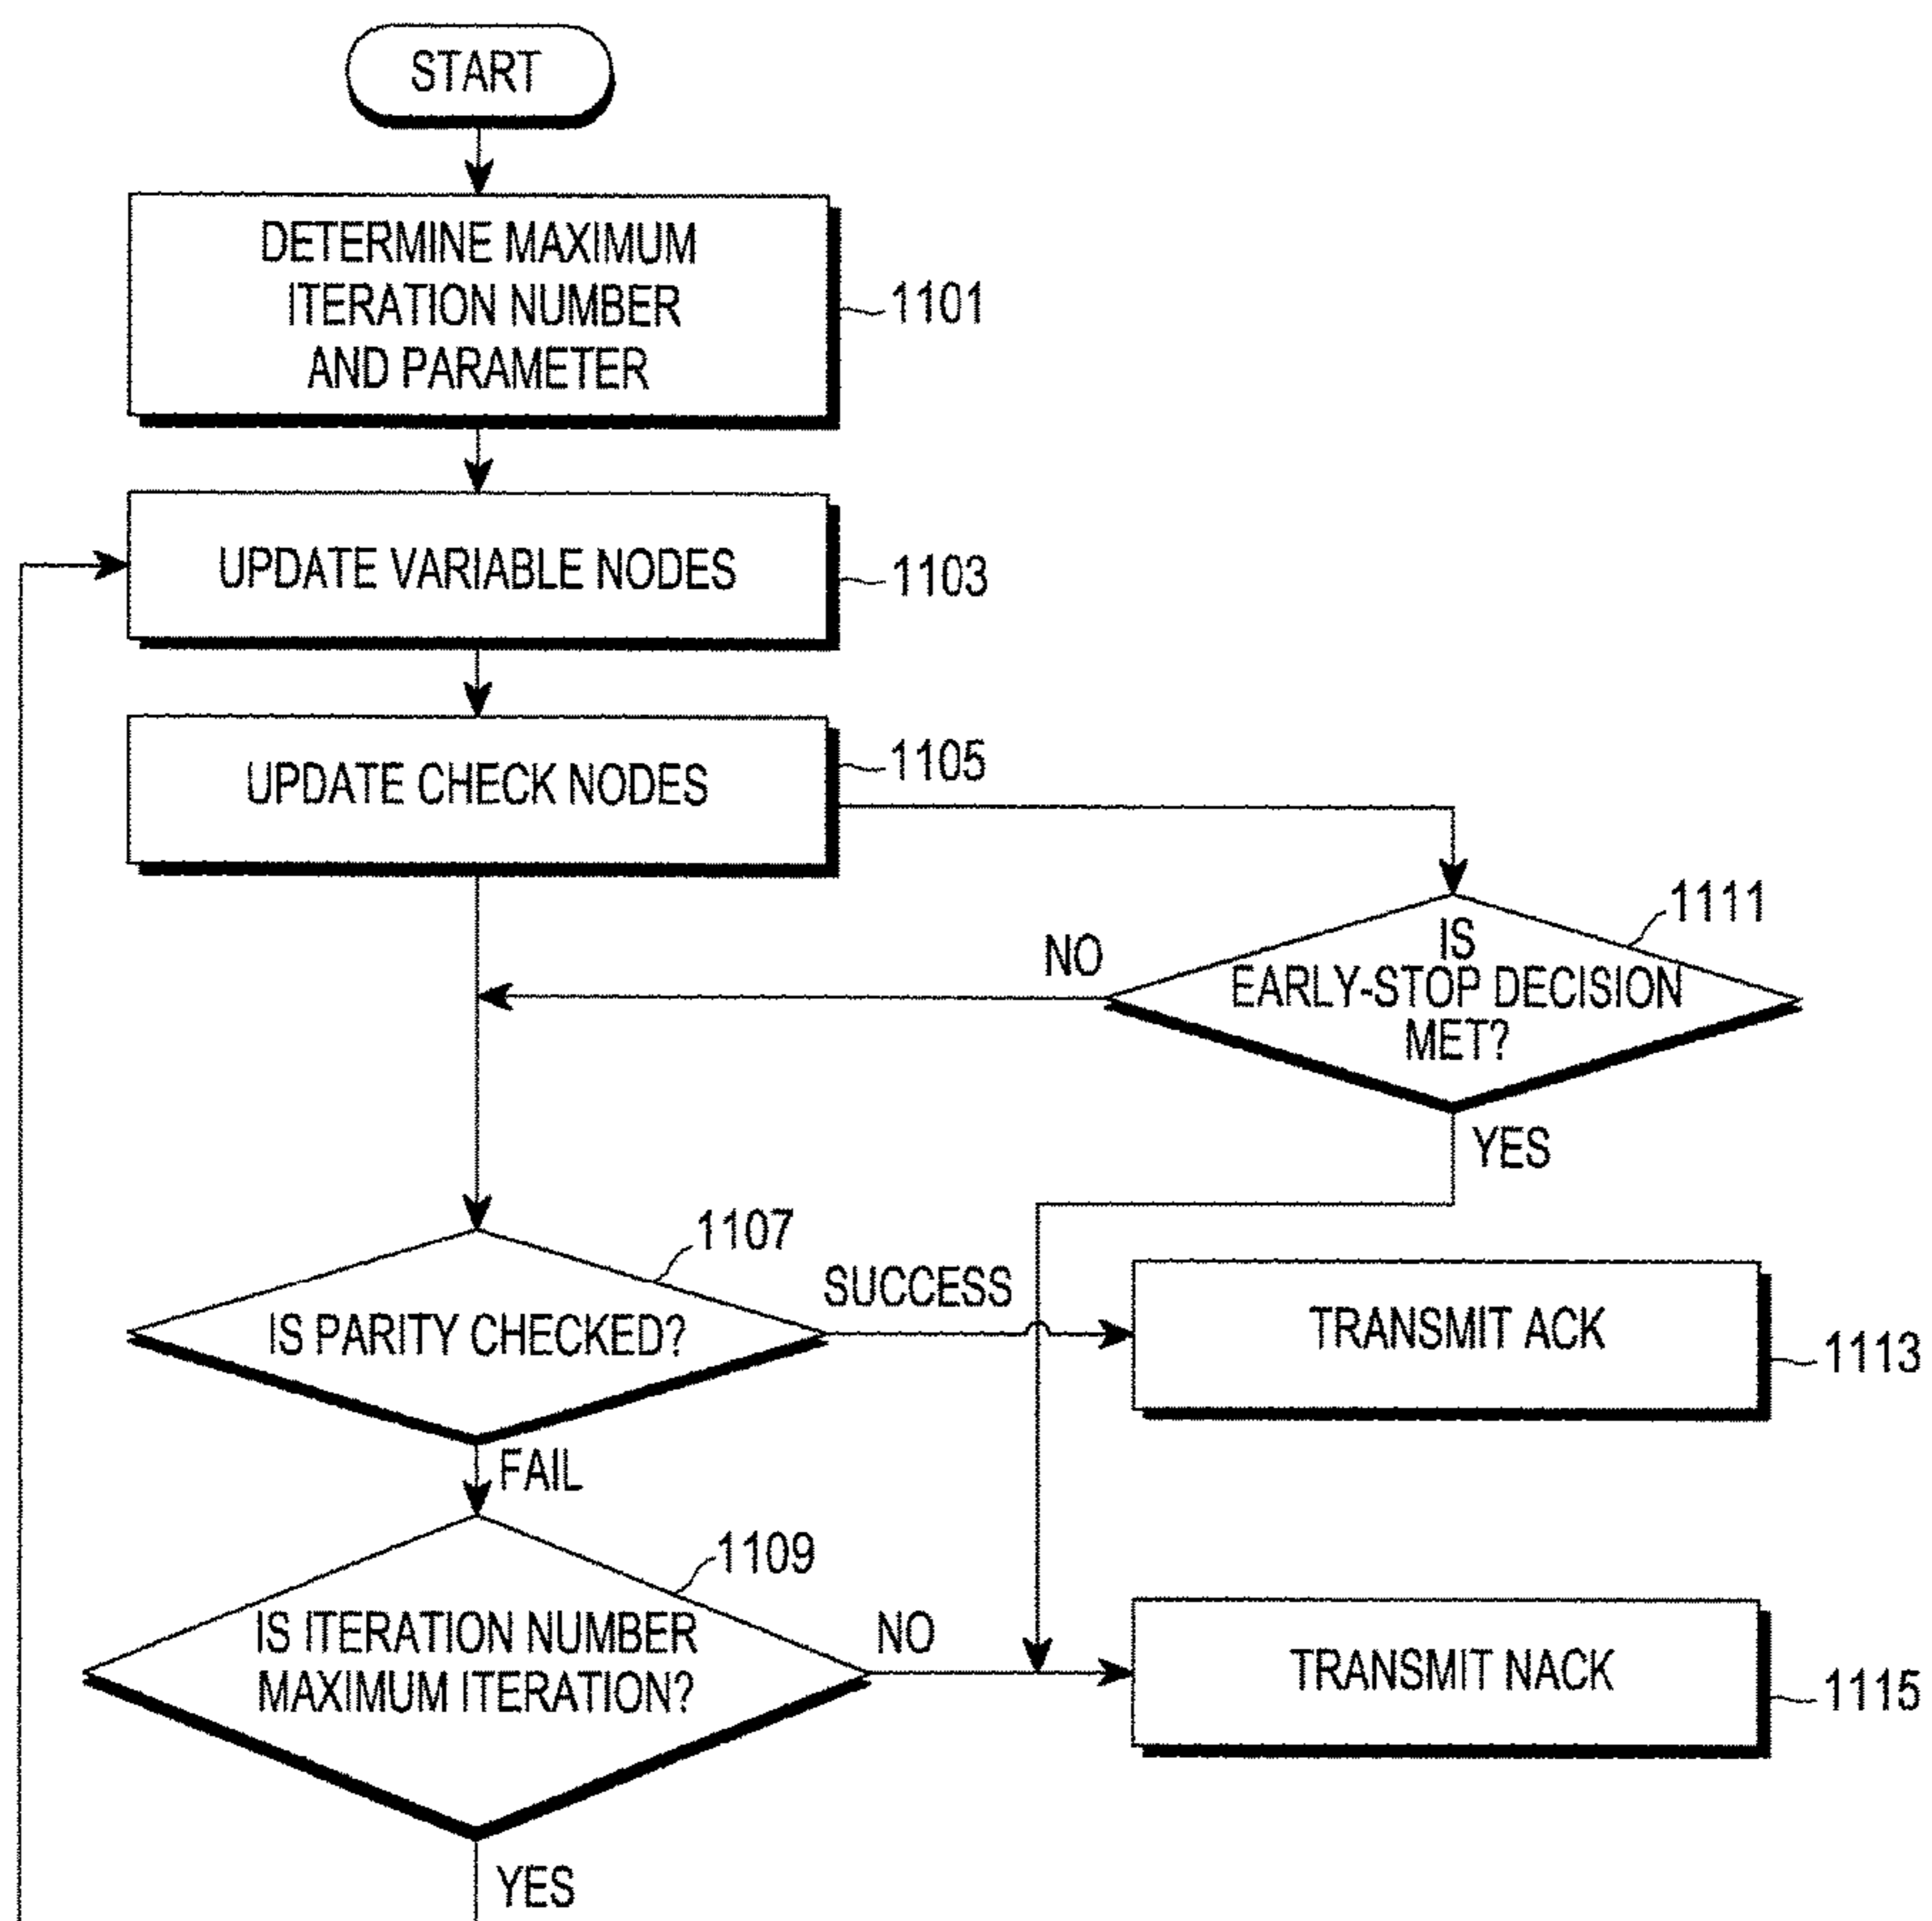 START
DETERMINE MAXIMUM
ITERATION NUMBER
AND PARAMETER
1101
UPDATE VARIABLE NODES
1103
UPDATE CHECK NODES
1105
1111
IS
EARLY-STOP DECISION
MET?
NO
YES
1107
IS PARITY CHECKED?
SUCCESS
TRANSMIT ACK
1113
FAIL
1109
IS ITERATION NUMBER
MAXIMUM ITERATION?
NO
TRANSMIT NACK
1115
YES